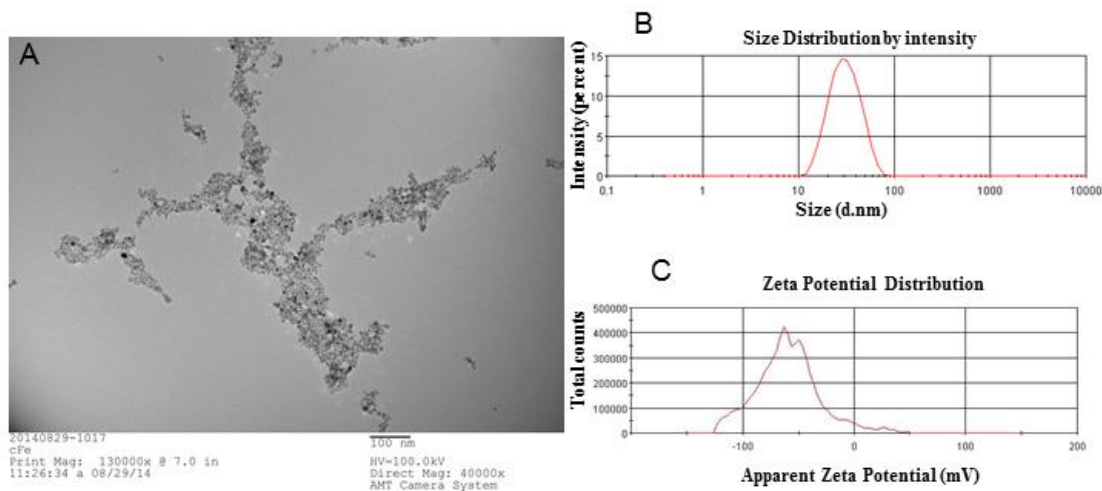 A
20140829-1017
cFe
Print Mag: 130000x @ 7.0 in
11:26:34 a 08/29/14
100 nm
HV=100.0kV
Direct Mag: 40000x
AMT Camera System
B
Size Distribution by intensity
Intensity (percent)
15
10
5
0
0.1 1 10 100 1000 10000
Size (d.nm)
C
Zeta Potential Distribution
Total counts
500000
400000
300000
200000
100000
0
-100 0 100 200
Apparent Zeta Potential (mV)